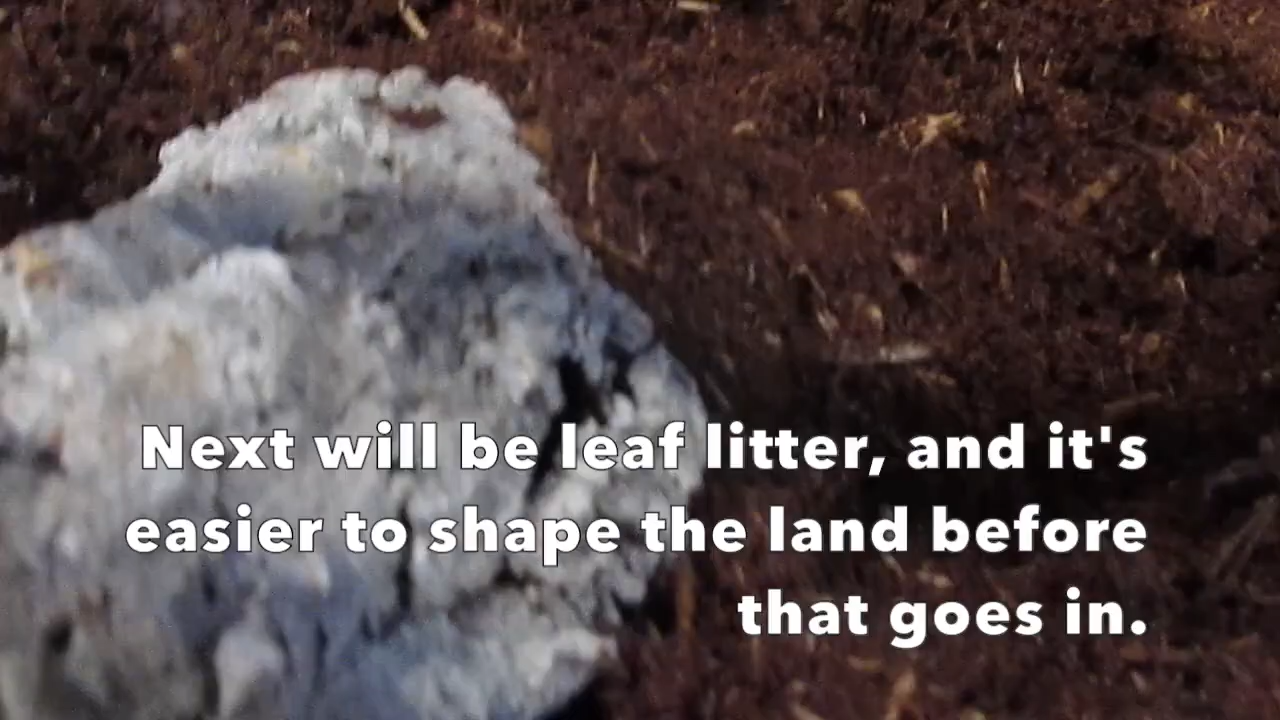 Next will be leaf litter, and it's
easier to shape the land before
that goes in.